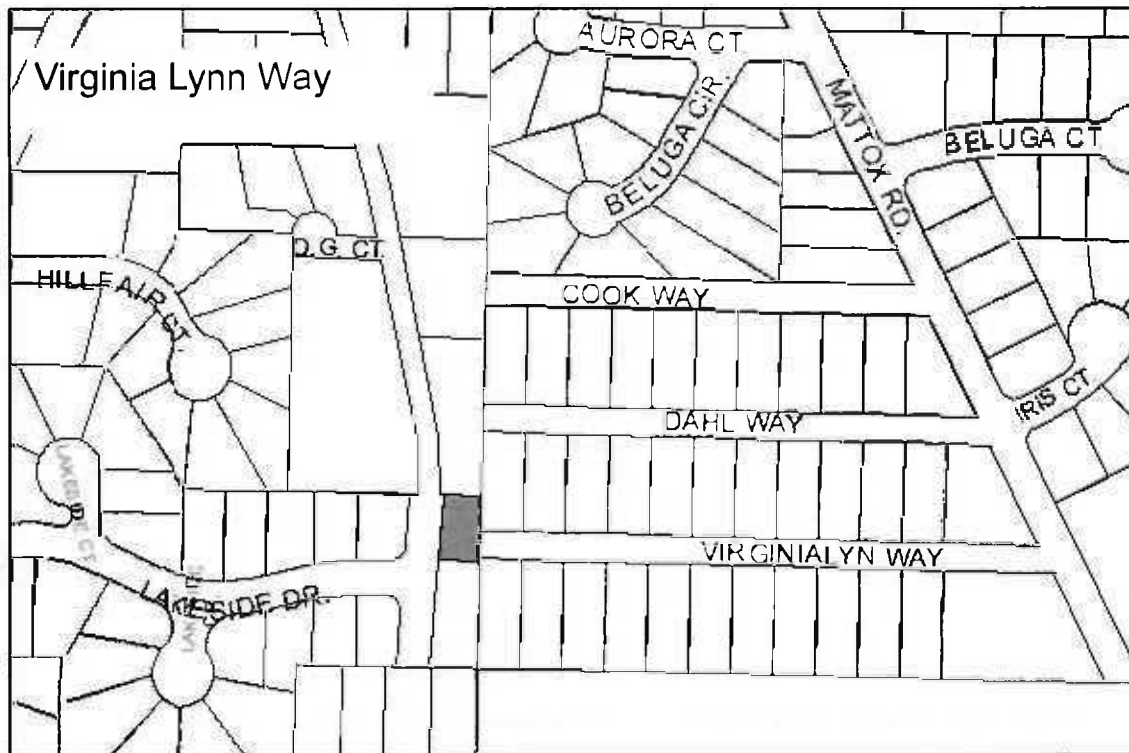 Virginia Lynn Way
AURORA CT
BELUGA CIR.
MATTOX RD.
BELUGA CT
O.G. CT
HILLFAIR CT.
COOK WAY
IRIS CT
DAHL WAY
LAKESIDE CT
VIRGINIALYN WAY
LAKESIDE DR.